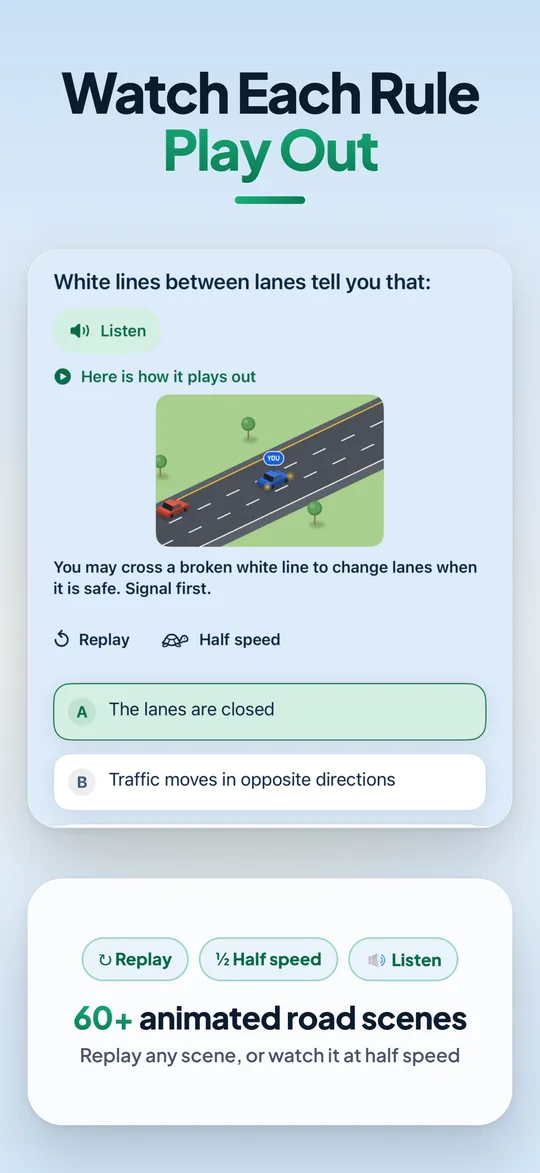 Watch Each Rule
Play Out
White lines between lanes tell you that:
Listen
Here is how it plays out
YOU
You may cross a broken white line to change lanes when
it is safe. Signal first.
Replay Half speed
A The lanes are closed
B Traffic moves in opposite directions
↻ Replay ½ Half speed 🔊 Listen
60+ animated road scenes
Replay any scene, or watch it at half speed